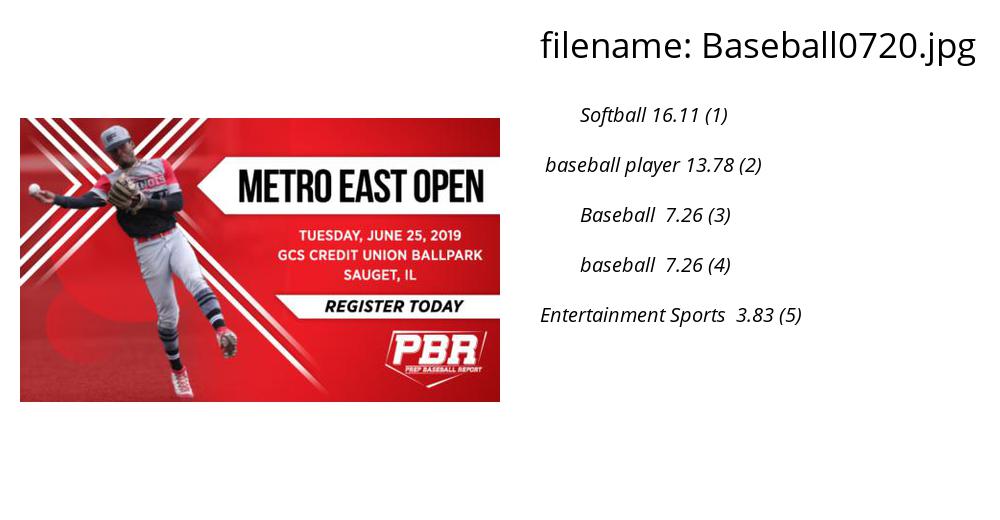 filename: Baseball0720.jpg
Softball 16.11 (1)
baseball player 13.78 (2)
Baseball 7.26 (3)
baseball 7.26 (4)
Entertainment Sports 3.83 (5)
METRO EAST OPEN
TUESDAY, JUNE 25, 2019
GCS CREDIT UNION BALLPARK
SAUGET, IL
REGISTER TODAY
PBR
PREP BASEBALL REPORT